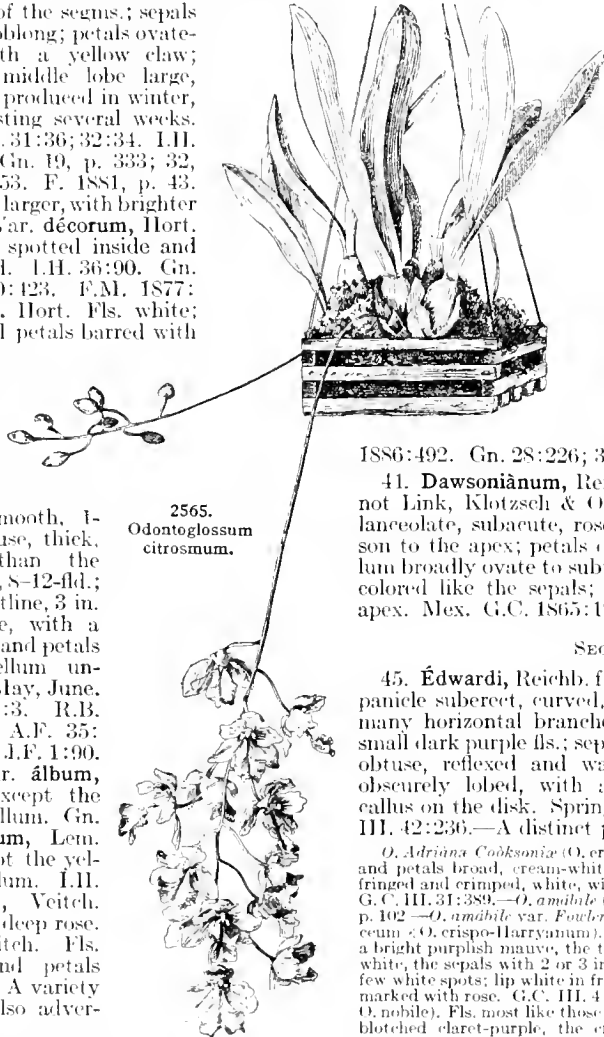 of the segms.; sepals
oblong; petals ovate-
th a yellow claw;
middle lobe large,
produced in winter,
sting several weeks.
. 31:36; 32:34. I.H.
Gn. 19, p. 333; 32,
53. F. 1881, p. 43.
larger, with brighter
Var. décorum, Hort.
spotted inside and
d. I.H. 36:90. Gn.
0:423. F.M. 1877:
. Hort. Fls. white;
l petals barred with
mooth, 1-
use, thick,
than the
, 8-12-fld.;
tline, 3 in.
e, with a
and petals
ellum un-
May, June.
:3. R.B.
A.F. 35:
J.F. 1:90.
r. álbum,
xcept the
llum. Gn.
um, Lem.
pt the yel-
lum. I.H.
, Veitch.
deep rose.
itch. Fls.
nd petals
A variety
lso adver-
2565.
Odontoglossum
citrosmum.
1886:492. Gn. 28:226; 3
41. Dawsoniànum, Re
not Link, Klotzsch & O
lanceolate, subacute, rose
son to the apex; petals
lum broadly ovate to sub
colored like the sepals;
apex. Mex. G.C. 1865:1
SEC
45. Édwardi, Reichb. f
panicle suberect, curved,
many horizontal branche
small dark purple fls.; sep
obtuse, reflexed and wa
obscurely lobed, with a
callus on the disk. Sprin
III. 42:236.—A distinct p
O. Adriánæ Cooksoniæ (O. cr
and petals broad, cream-whit
fringed and crimped, white, wi
G.C. III. 31:389.—O. amábile
p. 102—O. amábile var. Fowler
ceum (O. crispo-Harryanum).
a bright purplish mauve, the t
white, the sepals with 2 or 3 in
few white spots; lip white in fr
marked with rose. G.C. III. 4
O. nobile). Fls. most like those
blotched claret-purple, the c